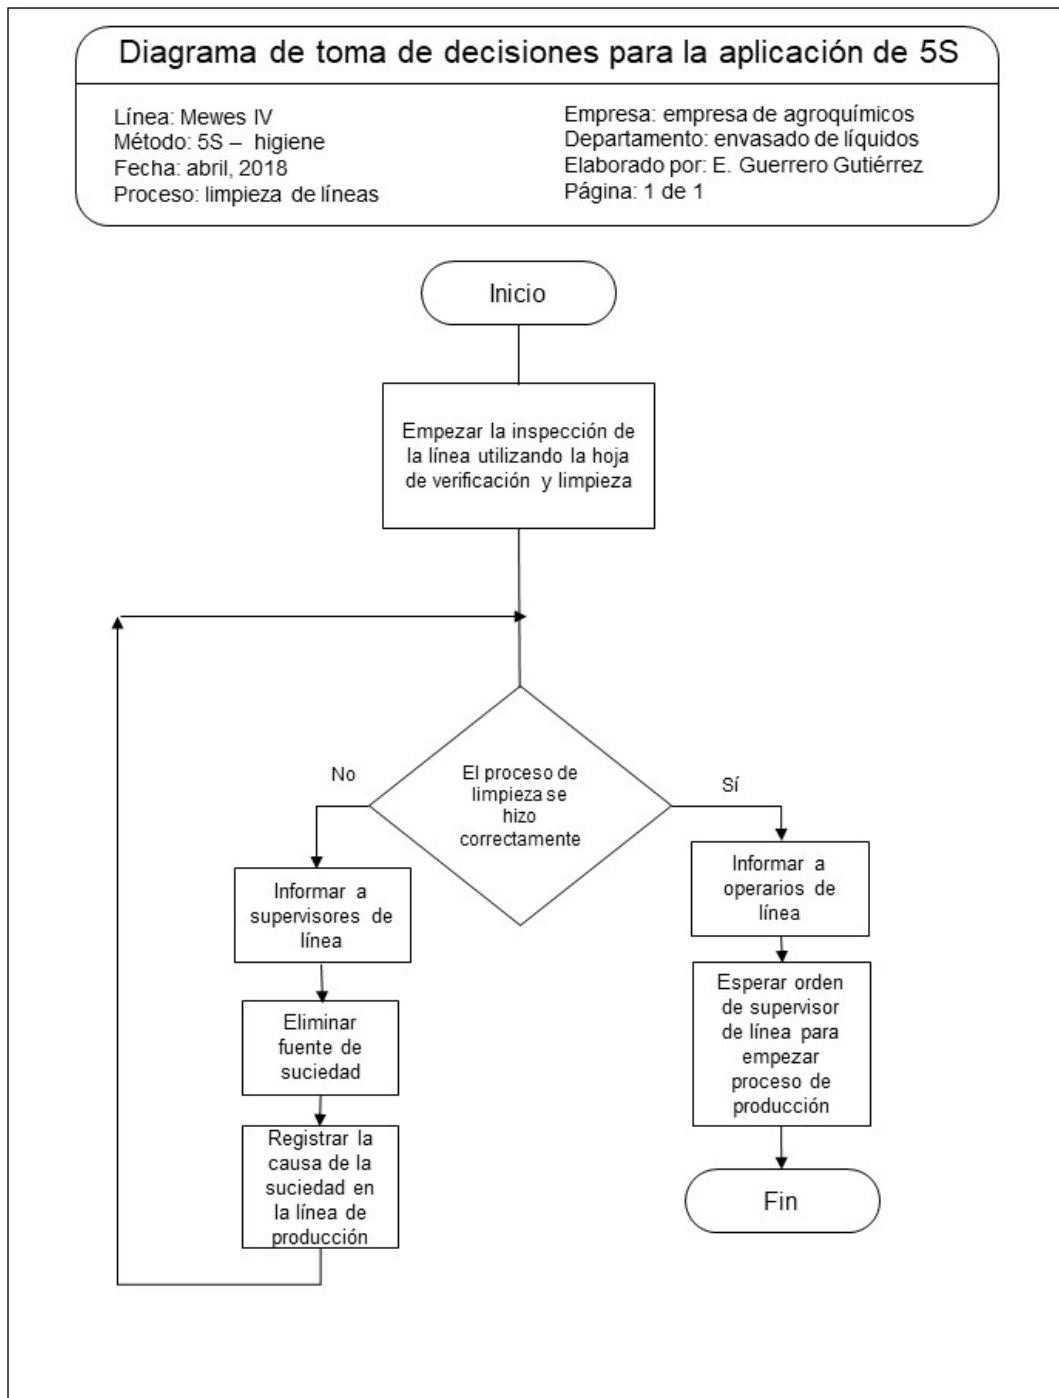 Diagrama de toma de decisiones para la aplicación de 5S
Línea: Mewes IV
Método: 5S – higiene
Fecha: abril, 2018
Proceso: limpieza de líneas
Empresa: empresa de agroquímicos
Departamento: envasado de líquidos
Elaborado por: E. Guerrero Gutiérrez
Página: 1 de 1
Inicio
Empezar la inspección de
la línea utilizando la hoja
de verificación y limpieza
El proceso de
limpieza se
hizo
correctamente
No
Informar a
supervisores de
línea
Eliminar
fuente de
suciedad
Registrar la
causa de la
suciedad en
la línea de
producción
Sí
Informar a
operarios de
línea
Esperar orden
de supervisor
de línea para
empezar
proceso de
producción
Fin